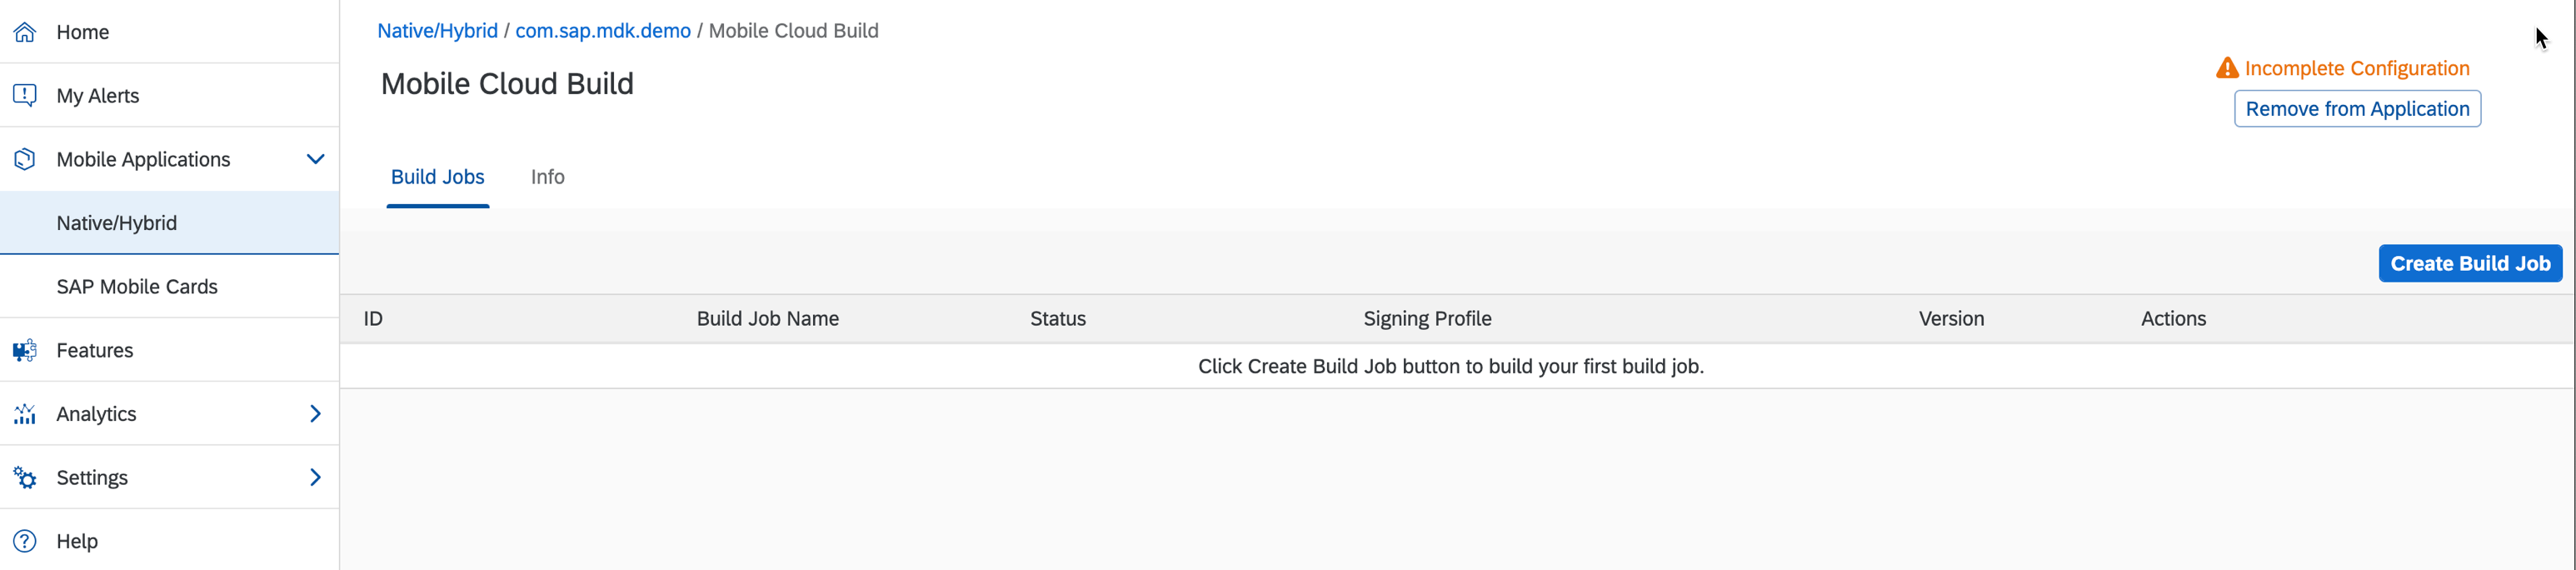 Home
My Alerts
Mobile Applications
Native/Hybrid
SAP Mobile Cards
Features
Analytics
Settings
Help
Native/Hybrid / com.sap.mdk.demo / Mobile Cloud Build
Mobile Cloud Build
Incomplete Configuration
Remove from Application
Build Jobs Info
Create Build Job
ID Build Job Name Status Signing Profile Version Actions
Click Create Build Job button to build your first build job.